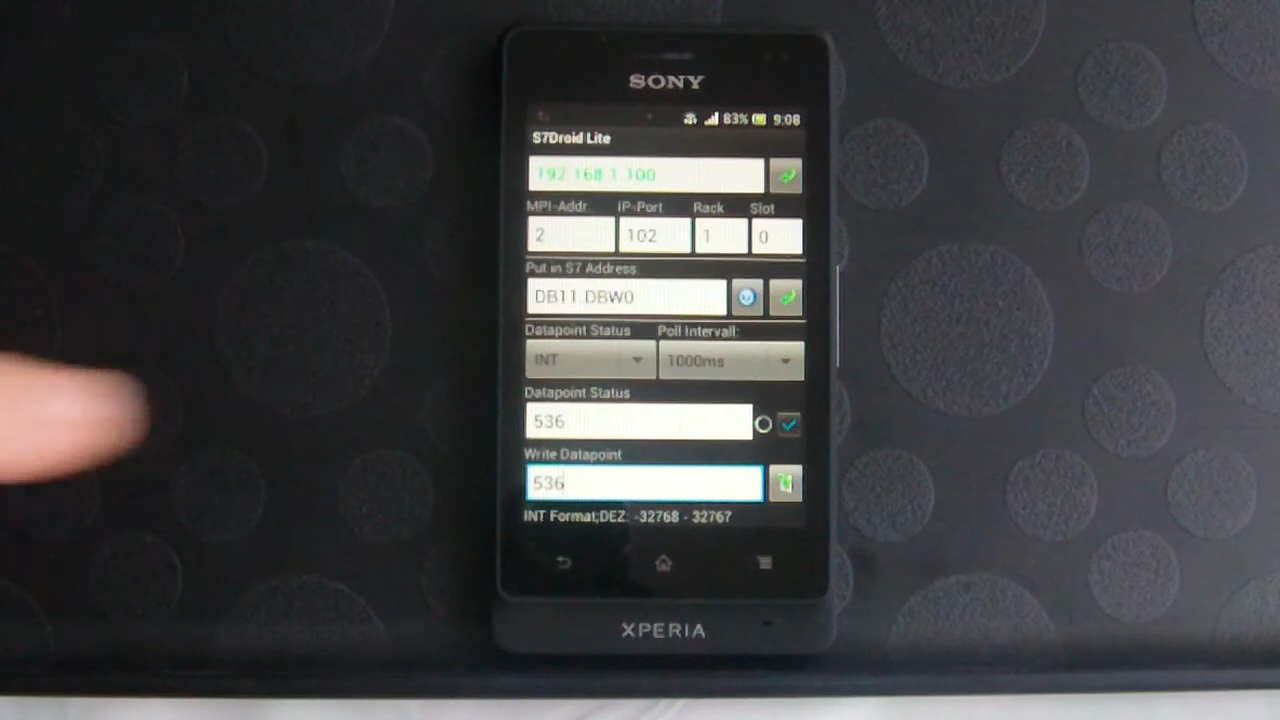 SONY
83% 9:08
S7Droid Lite
192.168.1.100
MPI-Addr. IP-Port Rack Slot
2 102 1 0
Put in S7 Address:
DB11.DBW0
Datapoint Status Poll Intervall:
INT 1000ms
Datapoint Status
536
Write Datapoint
536
INT Format;DEZ: -32768 - 32767
XPERIA